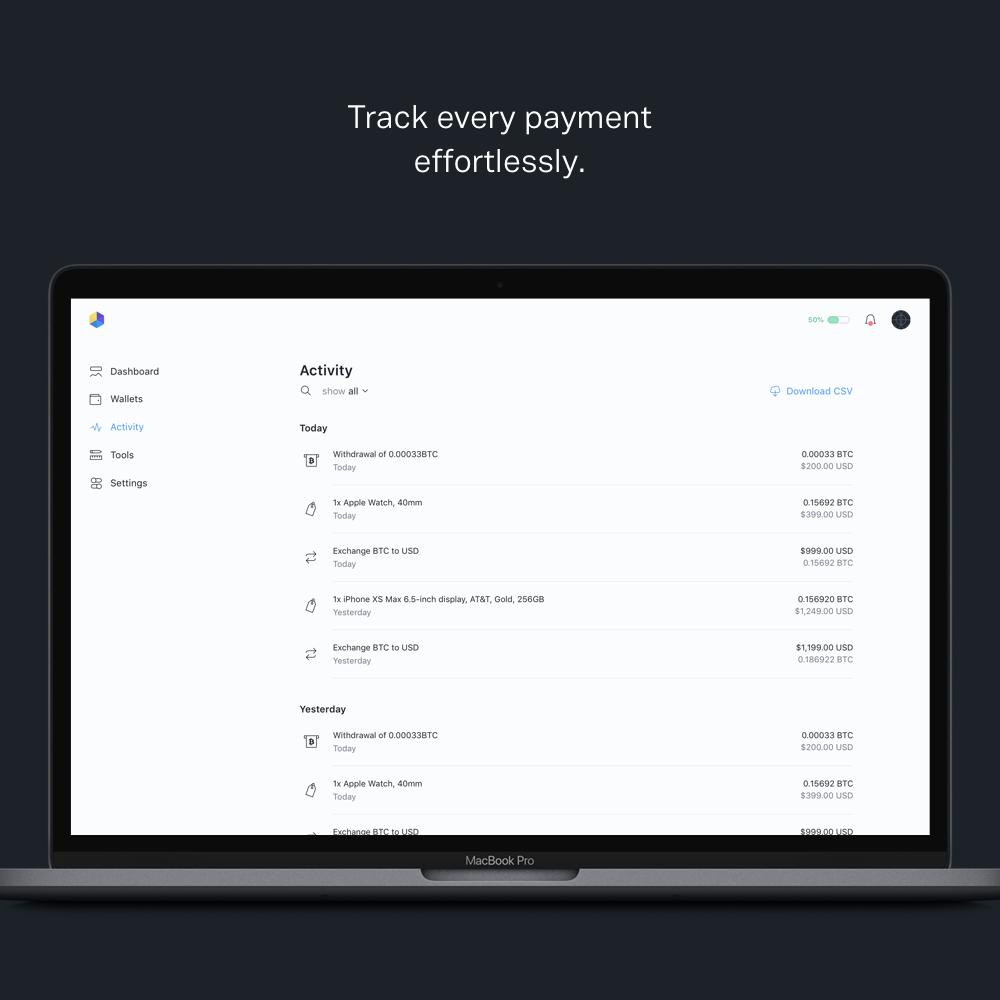 Track every payment
effortlessly.
50%
Dashboard
Wallets
Activity
Tools
Settings
Activity
show all
Download CSV
Today
Withdrawal of 0.00033BTC
0.00033 BTC
Today
$200.00 USD
1x Apple Watch, 40mm
0.15692 BTC
Today
$399.00 USD
Exchange BTC to USD
$999.00 USD
Today
0.15692 BTC
1x iPhone XS Max 6.5-inch display, AT&T, Gold, 256GB
0.156920 BTC
Yesterday
$1,249.00 USD
Exchange BTC to USD
$1,199.00 USD
Yesterday
0.186922 BTC
Yesterday
Withdrawal of 0.00033BTC
0.00033 BTC
Today
$200.00 USD
1x Apple Watch, 40mm
0.15692 BTC
Today
$399.00 USD
Exchange BTC to USD
$999.00 USD
MacBook Pro